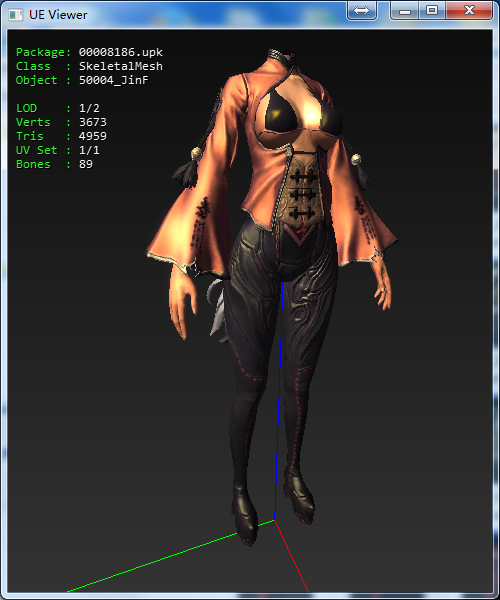 UE Viewer
Package: 00008186.upk
Class : SkeletalMesh
Object : 50004_JinF
LOD : 1/2
Verts : 3673
Tris : 4959
UV Set : 1/1
Bones : 89